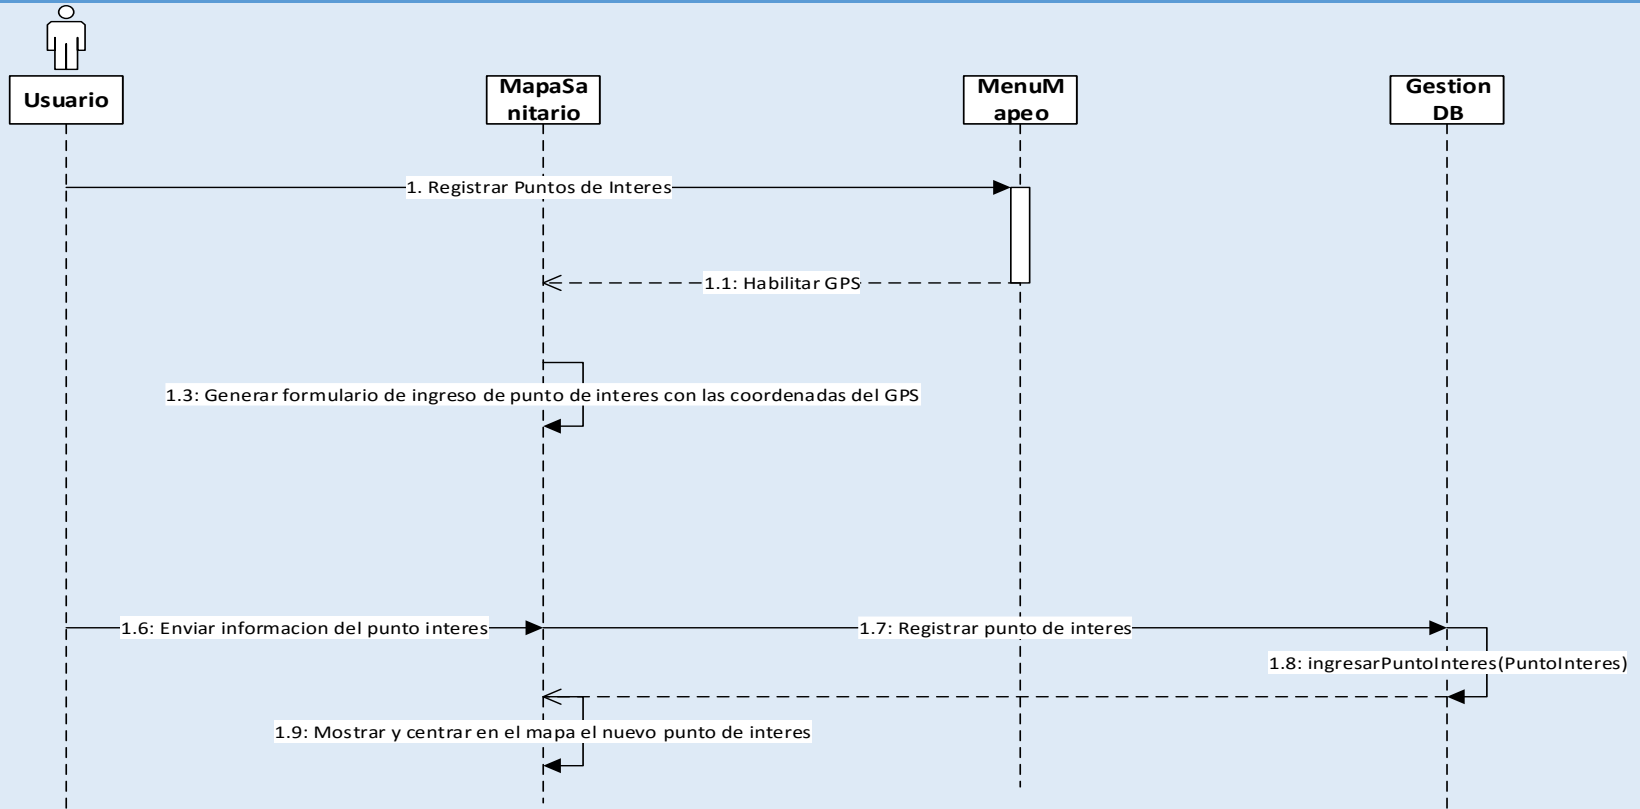 Usuario
MapaSa
nitario
MenuM
apeo
Gestion
DB
1. Registrar Puntos de Interes
1.1: Habilitar GPS
1.3: Generar formulario de ingreso de punto de interes con las coordenadas del GPS
1.6: Enviar informacion del punto interes
1.7: Registrar punto de interes
1.8: ingresarPuntoInteres(PuntoInteres)
1.9: Mostrar y centrar en el mapa el nuevo punto de interes